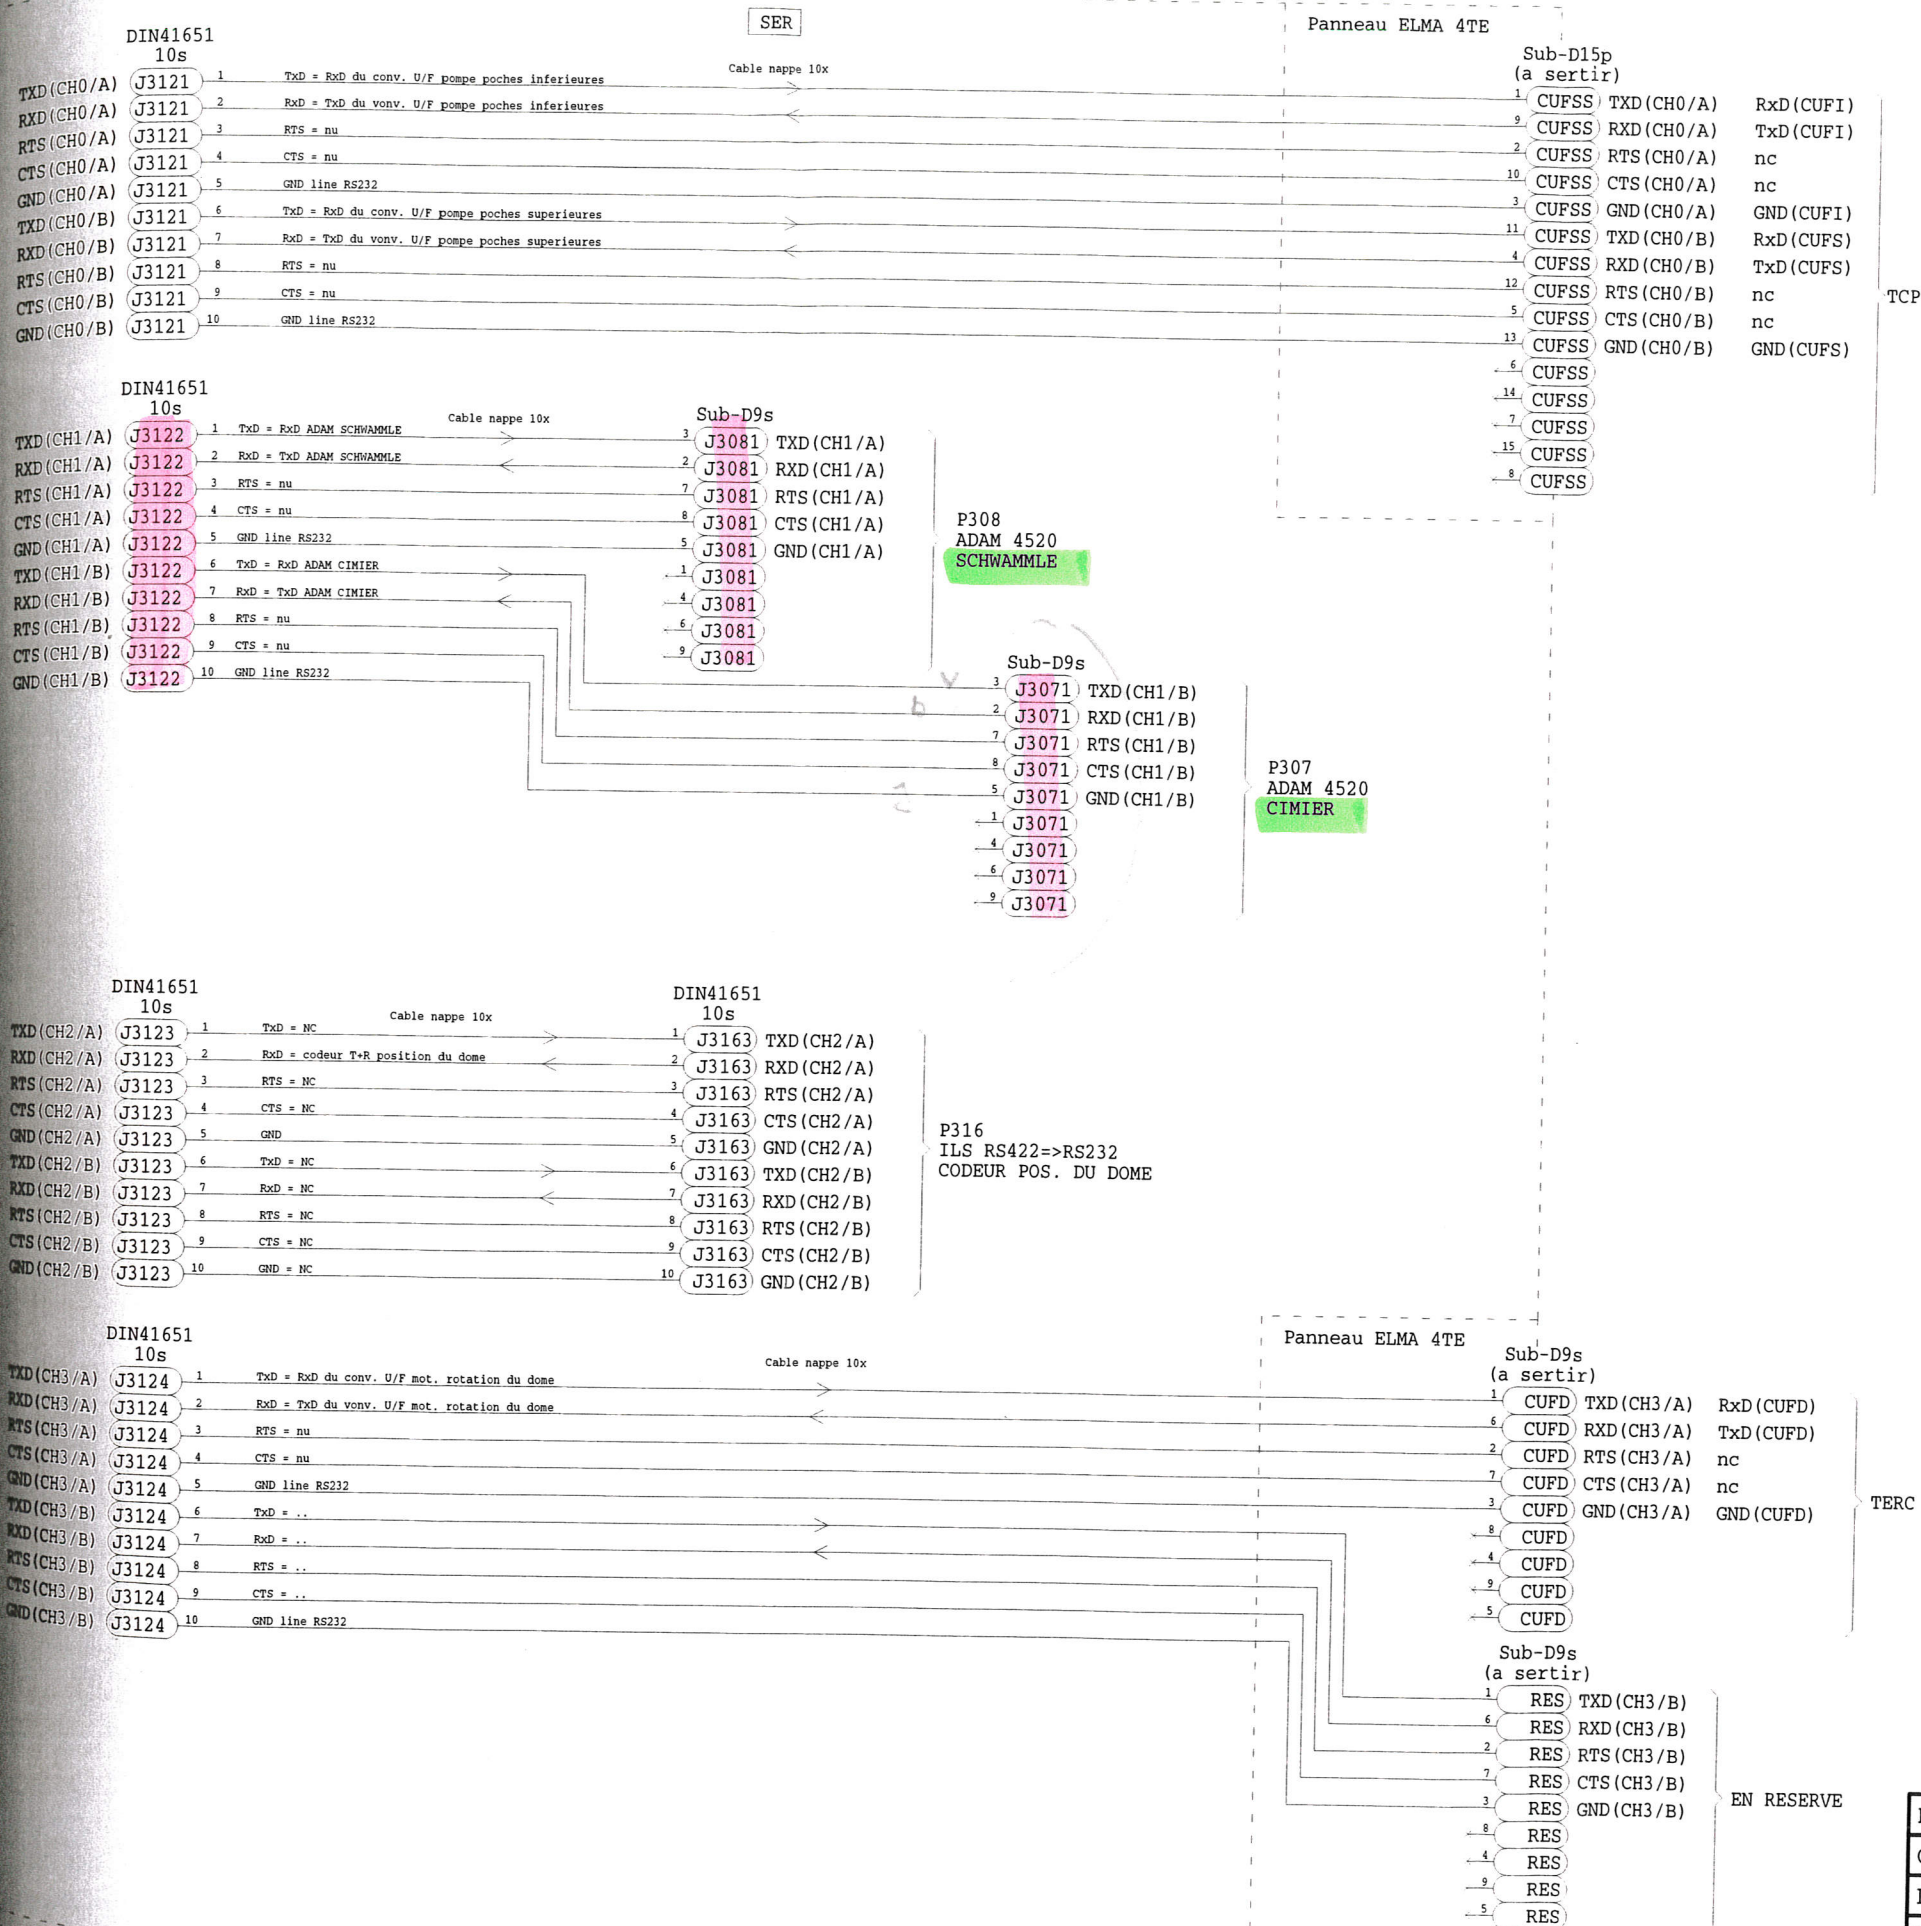 SER
Panneau ELMA 4TE
DIN41651
10s
Cable nappe 10x
Sub-D15p
(a sertir)
TXD(CH0/A) J3121 1 TxD = RxD du conv. U/F pompe poches inferieures 1 CUFSS TXD(CH0/A) RxD(CUFI)
RXD(CH0/A) J3121 2 RxD = TxD du vonv. U/F pompe poches inferieures 9 CUFSS RXD(CH0/A) TxD(CUFI)
RTS(CH0/A) J3121 3 RTS = nu 2 CUFSS RTS(CH0/A) nc
CTS(CH0/A) J3121 4 CTS = nu 10 CUFSS CTS(CH0/A) nc
GND(CH0/A) J3121 5 GND line RS232 3 CUFSS GND(CH0/A) GND(CUFI)
TXD(CH0/B) J3121 6 TxD = RxD du conv. U/F pompe poches superieures 11 CUFSS TXD(CH0/B) RxD(CUFS)
RXD(CH0/B) J3121 7 RxD = TxD du vonv. U/F pompe poches superieures 4 CUFSS RXD(CH0/B) TxD(CUFS)
RTS(CH0/B) J3121 8 RTS = nu 12 CUFSS RTS(CH0/B) nc
CTS(CH0/B) J3121 9 CTS = nu 5 CUFSS CTS(CH0/B) nc
GND(CH0/B) J3121 10 GND line RS232 13 CUFSS GND(CH0/B) GND(CUFS)
6 CUFSS
14 CUFSS
7 CUFSS
15 CUFSS
8 CUFSS
TCP
DIN41651
10s
Cable nappe 10x
Sub-D9s
TXD(CH1/A) J3122 1 TxD = RxD ADAM SCHWAMMLE 3 J3081 TXD(CH1/A)
RXD(CH1/A) J3122 2 RxD = TxD ADAM SCHWAMMLE 2 J3081 RXD(CH1/A)
RTS(CH1/A) J3122 3 RTS = nu 7 J3081 RTS(CH1/A)
CTS(CH1/A) J3122 4 CTS = nu 8 J3081 CTS(CH1/A)
GND(CH1/A) J3122 5 GND line RS232 5 J3081 GND(CH1/A)
TXD(CH1/B) J3122 6 TxD = RxD ADAM CIMIER 1 J3081
RXD(CH1/B) J3122 7 RxD = TxD ADAM CIMIER 4 J3081
RTS(CH1/B) J3122 8 RTS = nu 6 J3081
CTS(CH1/B) J3122 9 CTS = nu 9 J3081
GND(CH1/B) J3122 10 GND line RS232
P308
ADAM 4520
SCHWAMMLE
Sub-D9s
v 3 J3071 TXD(CH1/B)
b 2 J3071 RXD(CH1/B)
7 J3071 RTS(CH1/B)
8 J3071 CTS(CH1/B)
5 J3071 GND(CH1/B)
1 J3071
4 J3071
6 J3071
9 J3071
P307
ADAM 4520
CIMIER
DIN41651
10s
Cable nappe 10x
DIN41651
10s
TXD(CH2/A) J3123 1 TxD = NC 1 J3163 TXD(CH2/A)
RXD(CH2/A) J3123 2 RxD = codeur T+R position du dome 2 J3163 RXD(CH2/A)
RTS(CH2/A) J3123 3 RTS = NC 3 J3163 RTS(CH2/A)
CTS(CH2/A) J3123 4 CTS = NC 4 J3163 CTS(CH2/A)
GND(CH2/A) J3123 5 GND 5 J3163 GND(CH2/A)
TXD(CH2/B) J3123 6 TxD = NC 6 J3163 TXD(CH2/B)
RXD(CH2/B) J3123 7 RxD = NC 7 J3163 RXD(CH2/B)
RTS(CH2/B) J3123 8 RTS = NC 8 J3163 RTS(CH2/B)
CTS(CH2/B) J3123 9 CTS = NC 9 J3163 CTS(CH2/B)
GND(CH2/B) J3123 10 GND = NC 10 J3163 GND(CH2/B)
P316
ILS RS422=>RS232
CODEUR POS. DU DOME
Panneau ELMA 4TE
DIN41651
10s
Cable nappe 10x
Sub-D9s
(a sertir)
TXD(CH3/A) J3124 1 TxD = RxD du conv. U/F mot. rotation du dome 1 CUFD TXD(CH3/A) RxD(CUFD)
RXD(CH3/A) J3124 2 RxD = TxD du vonv. U/F mot. rotation du dome 6 CUFD RXD(CH3/A) TxD(CUFD)
RTS(CH3/A) J3124 3 RTS = nu 2 CUFD RTS(CH3/A) nc
CTS(CH3/A) J3124 4 CTS = nu 7 CUFD CTS(CH3/A) nc
GND(CH3/A) J3124 5 GND line RS232 3 CUFD GND(CH3/A) GND(CUFD)
TXD(CH3/B) J3124 6 TxD = .. 8 CUFD
RXD(CH3/B) J3124 7 RxD = .. 4 CUFD
RTS(CH3/B) J3124 8 RTS = .. 9 CUFD
CTS(CH3/B) J3124 9 CTS = .. 5 CUFD
GND(CH3/B) J3124 10 GND line RS232
TERC
Sub-D9s
(a sertir)
1 RES TXD(CH3/B)
6 RES RXD(CH3/B)
2 RES RTS(CH3/B)
7 RES CTS(CH3/B)
3 RES GND(CH3/B)
8 RES
4 RES
9 RES
5 RES
EN RESERVE